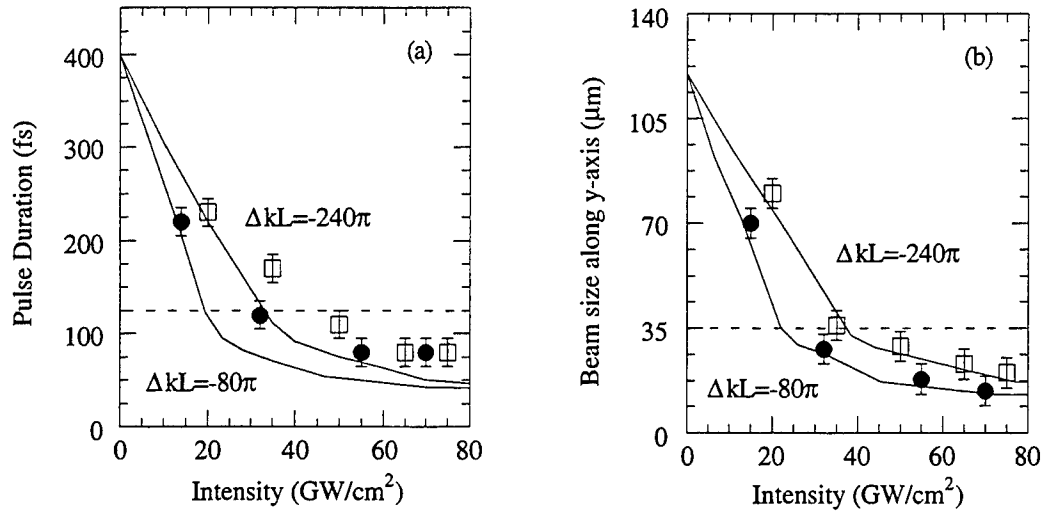 (a)
Pulse Duration (fs)
400
300
200
100
0
ΔkL=-240π
ΔkL=-80π
0 20 40 60 80
Intensity (GW/cm²)
(b)
Beam size along y-axis (μm)
140
105
70
35
0
ΔkL=-240π
ΔkL=-80π
0 20 40 60 80
Intensity (GW/cm²)